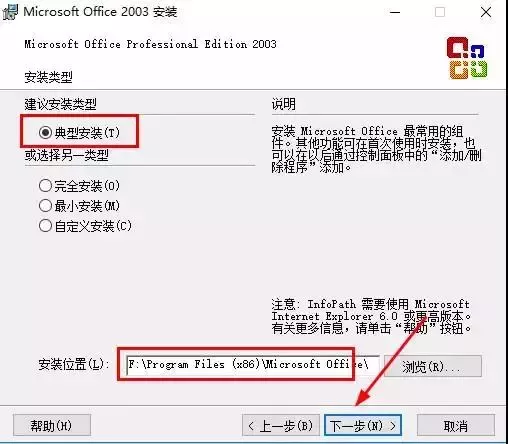 Microsoft Office 2003 安装
Microsoft Office Professional Edition 2003
安装类型
建议安装类型
典型安装(T)
或选择另一类型
完全安装(O)
最小安装(M)
自定义安装(C)
说明
安装 Microsoft Office 最常用的组
件。其他功能可在首次使用时安装，也
可以在以后通过控制面板中的“添加/删
除程序”添加。
注意: InfoPath 需要使用 Microsoft
Internet Explorer 6.0 或更高版本。
有关更多信息，请单击“帮助”按钮。
安装位置(L):
F:\Program Files (x86)\Microsoft Office\
浏览(R)...
帮助(H)
< 上一步(B)
下一步(N) >
取消